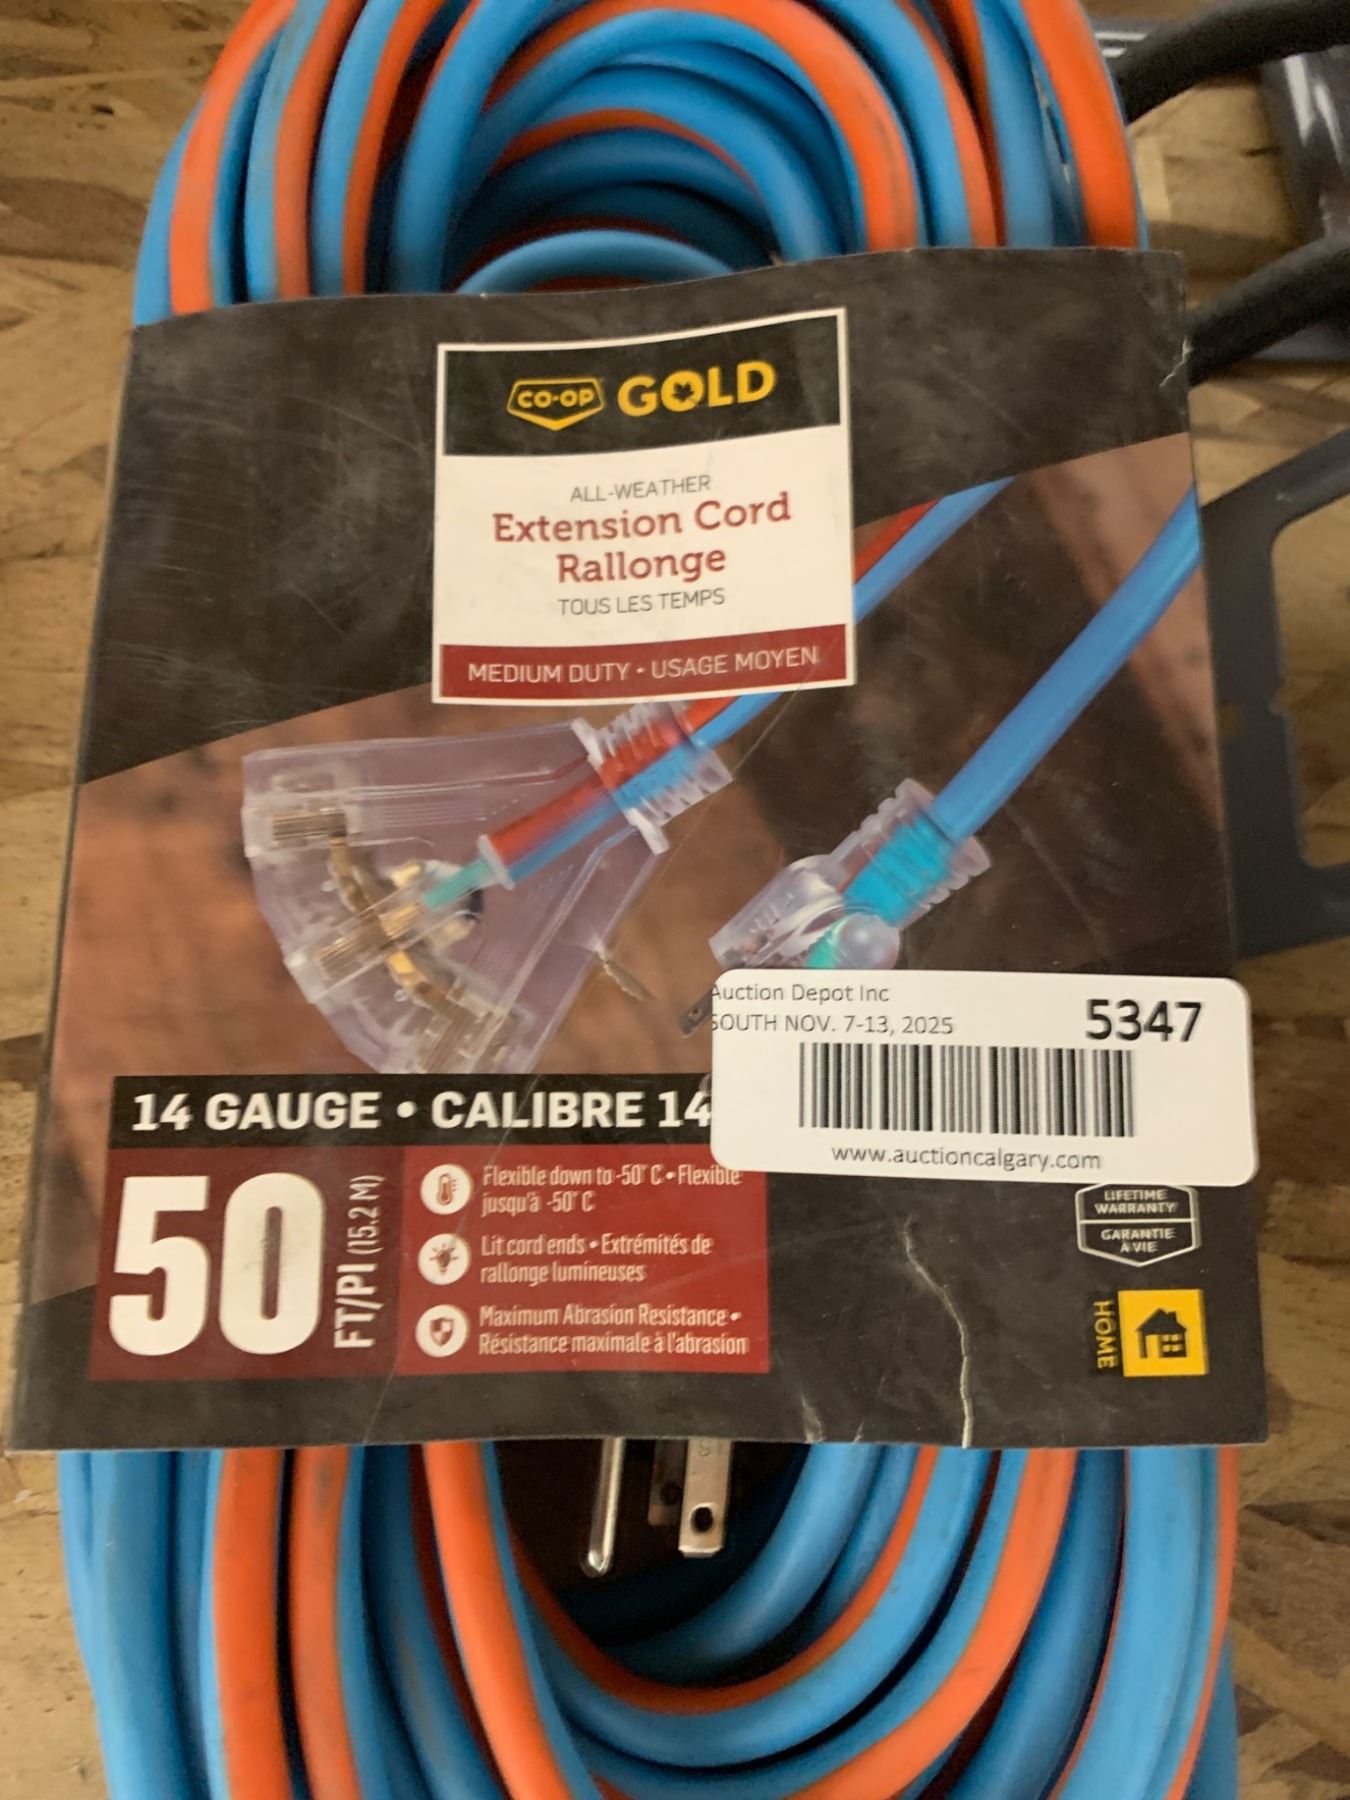 CO-OP GOLD
ALL-WEATHER
Extension Cord
Rallonge
TOUS LES TEMPS
MEDIUM DUTY • USAGE MOYEN
Auction Depot Inc
SOUTH NOV. 7-13, 2025
5347
www.auctioncalgary.com
14 GAUGE • CALIBRE 14
50 FT/PI (15.2 M)
Flexible down to -50° C • Flexible
jusqu'à -50° C
Lit cord ends • Extrémités de
rallonge lumineuses
Maximum Abrasion Resistance •
Résistance maximale à l'abrasion
LIFETIME
WARRANTY
GARANTIE
À VIE
HOME